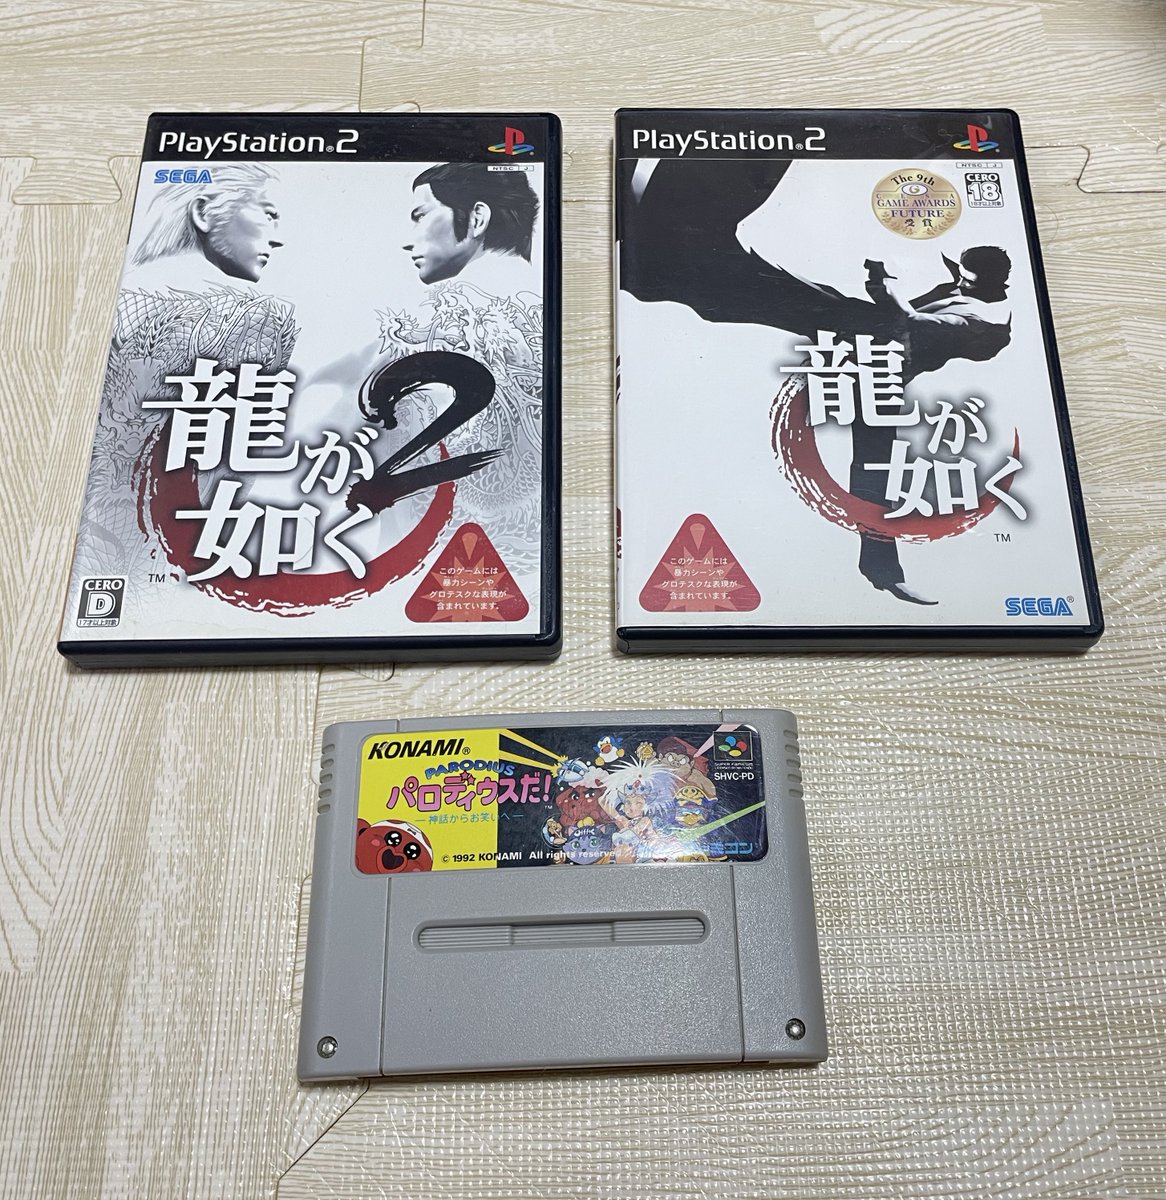 PlayStation®2
NTSC J
SEGA
龍が
如く
2
TM
CERO
D
17才以上対象
このゲームには
暴力シーンや
グロテスクな表現が
含まれています。
PlayStation®2
NTSC J
The 9th
CESA
GAME AWARDS
FUTURE
受賞
CERO
18
18才以上対象
龍が
如く
TM
このゲームには
暴力シーンや
グロテスクな表現が
含まれています。
SEGA®
KONAMI®
PARODIUS
パロディウスだ!
TM
—神話からお笑いへ—
SUPER FAMICOM
SHVC-PD
© 1992 KONAMI All rights reserved.